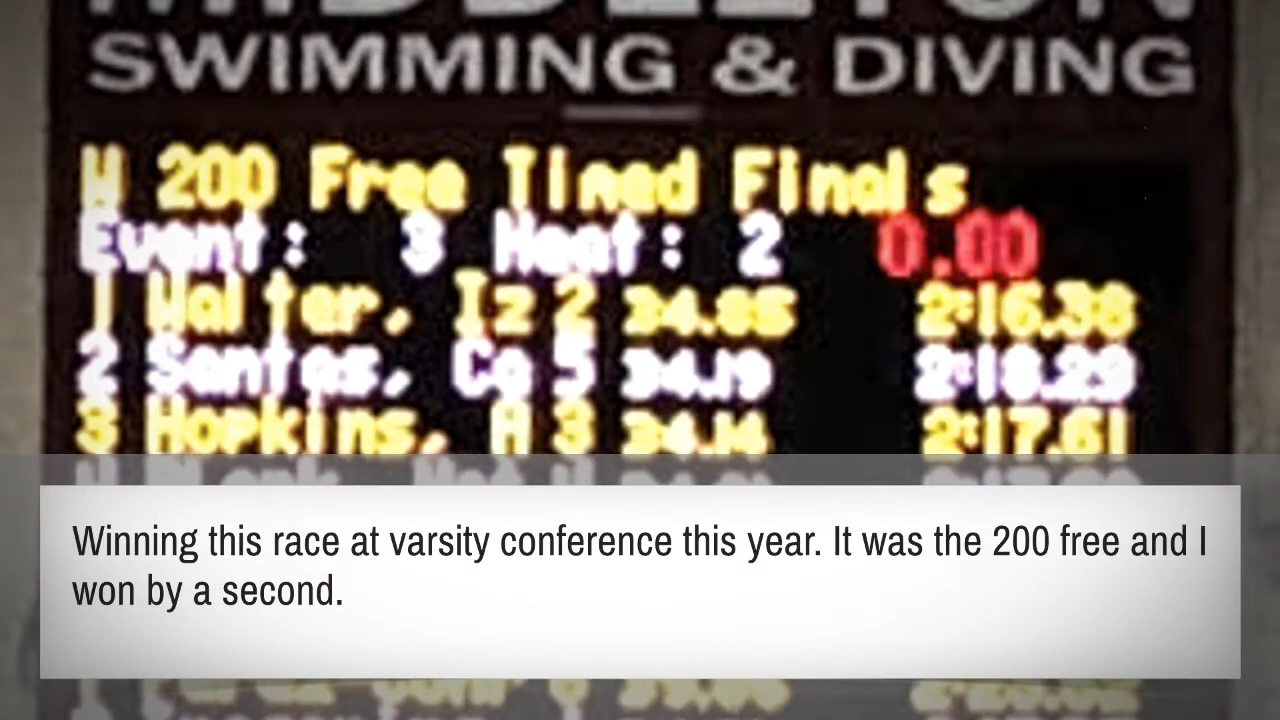 MIDDLETON
SWIMMING & DIVING
W 200 Free Timed Finals
Event: 3 Heat: 2 0.00
1 Walter, Iz 2 34.85 2:16.38
2 Santas, Ca 5 34.19 2:18.29
3 Hopkins, A 3 34.14 2:17.61
Winning this race at varsity conference this year. It was the 200 free and I
won by a second.